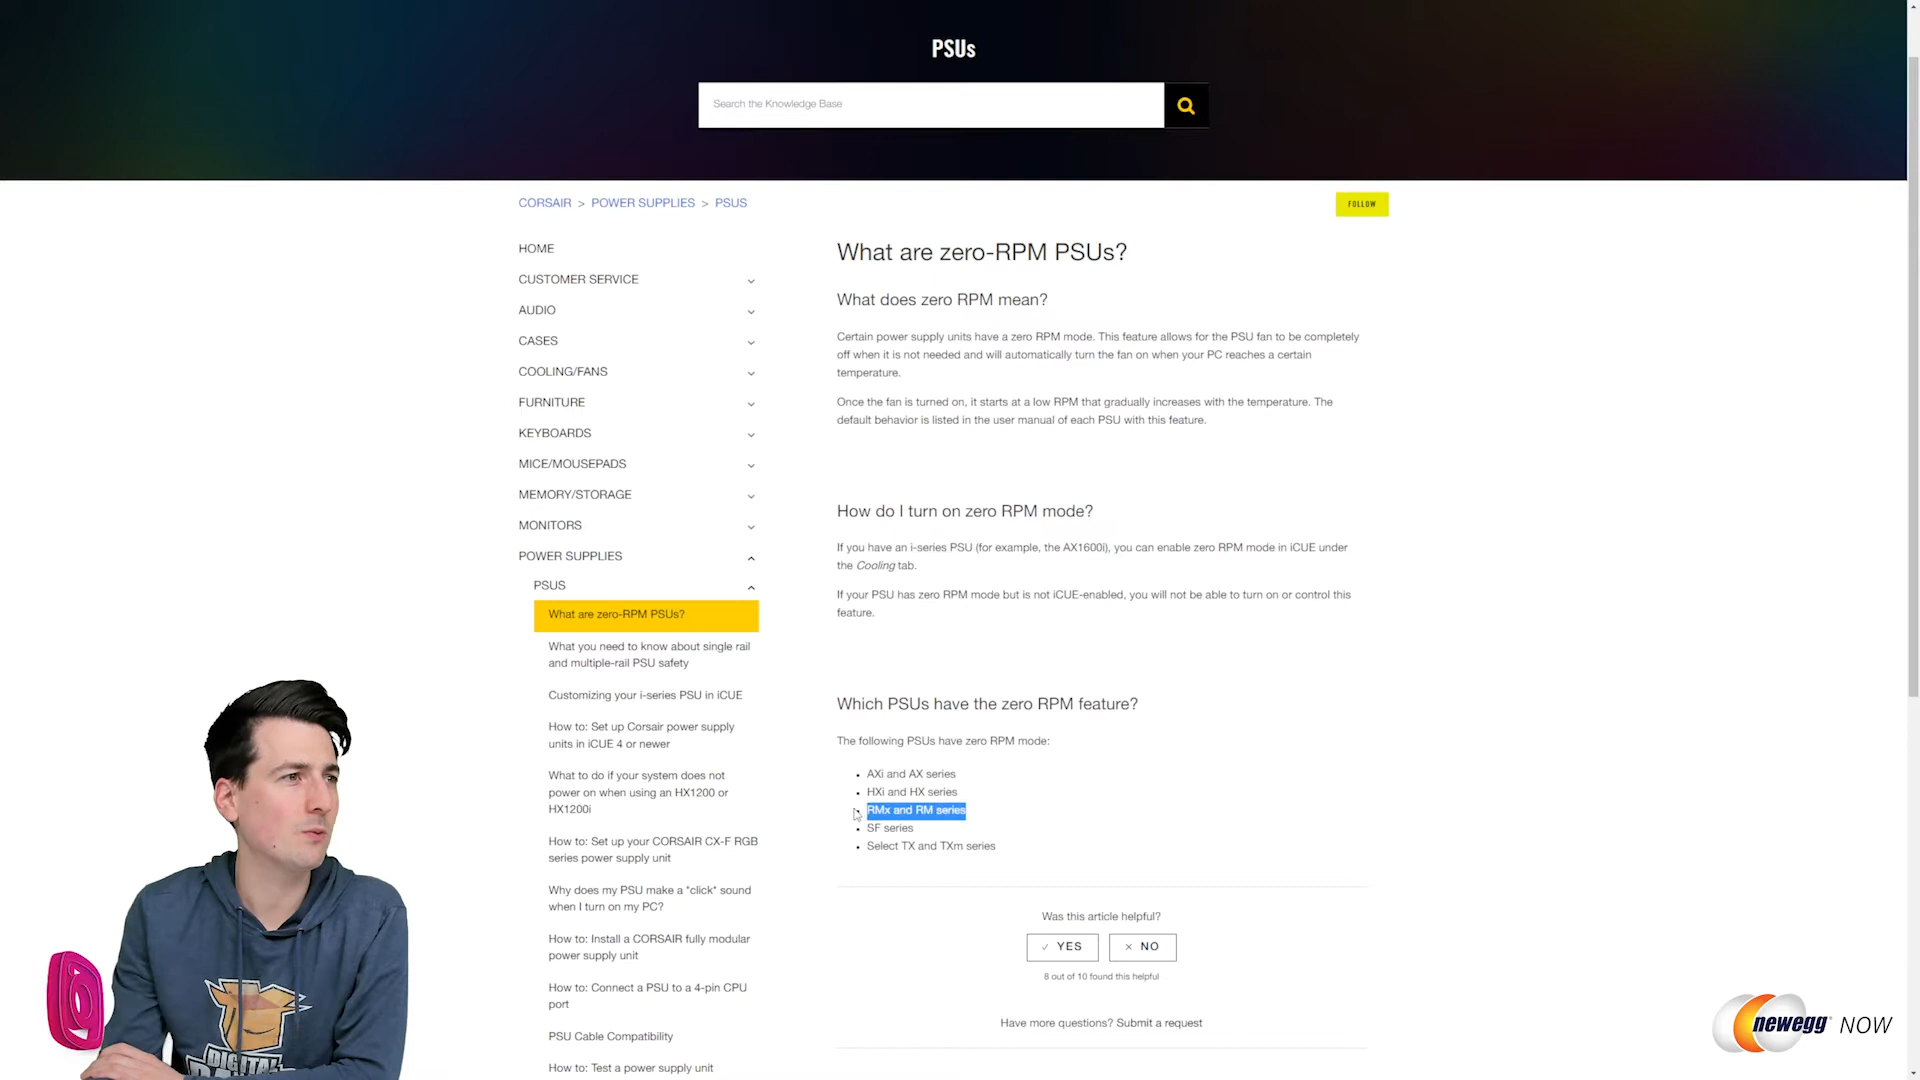 PSUs
Search the Knowledge Base
CORSAIR > POWER SUPPLIES > PSUS
FOLLOW
HOME
CUSTOMER SERVICE
AUDIO
CASES
COOLING/FANS
FURNITURE
KEYBOARDS
MICE/MOUSEPADS
MEMORY/STORAGE
MONITORS
POWER SUPPLIES
PSUS
What are zero-RPM PSUs?
What you need to know about single rail
and multiple-rail PSU safety
Customizing your i-series PSU in iCUE
How to: Set up Corsair power supply
units in iCUE 4 or newer
What to do if your system does not
power on when using an HX1200 or
HX1200i
How to: Set up your CORSAIR CX-F RGB
series power supply unit
Why does my PSU make a "click" sound
when I turn on my PC?
How to: Install a CORSAIR fully modular
power supply unit
How to: Connect a PSU to a 4-pin CPU
port
PSU Cable Compatibility
How to: Test a power supply unit
What are zero-RPM PSUs?
What does zero RPM mean?
Certain power supply units have a zero RPM mode. This feature allows for the PSU fan to be completely
off when it is not needed and will automatically turn the fan on when your PC reaches a certain
temperature.
Once the fan is turned on, it starts at a low RPM that gradually increases with the temperature. The
default behavior is listed in the user manual of each PSU with this feature.
How do I turn on zero RPM mode?
If you have an i-series PSU (for example, the AX1600i), you can enable zero RPM mode in iCUE under
the Cooling tab.
If your PSU has zero RPM mode but is not iCUE-enabled, you will not be able to turn on or control this
feature.
Which PSUs have the zero RPM feature?
The following PSUs have zero RPM mode:
• AXi and AX series
• HXi and HX series
• RMx and RM series
• SF series
• Select TX and TXm series
Was this article helpful?
✓ YES
× NO
8 out of 10 found this helpful
Have more questions? Submit a request
DIGITAL
newegg NOW